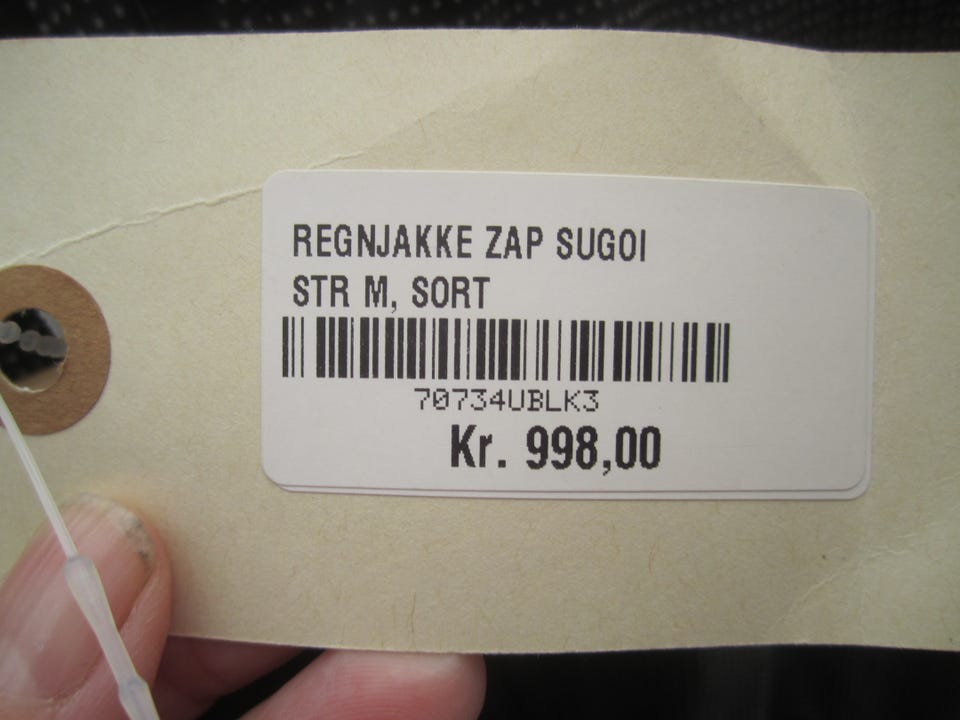 REGNJAKKE ZAP SUGOI
STR M, SORT
70734UBLK3
Kr. 998,00